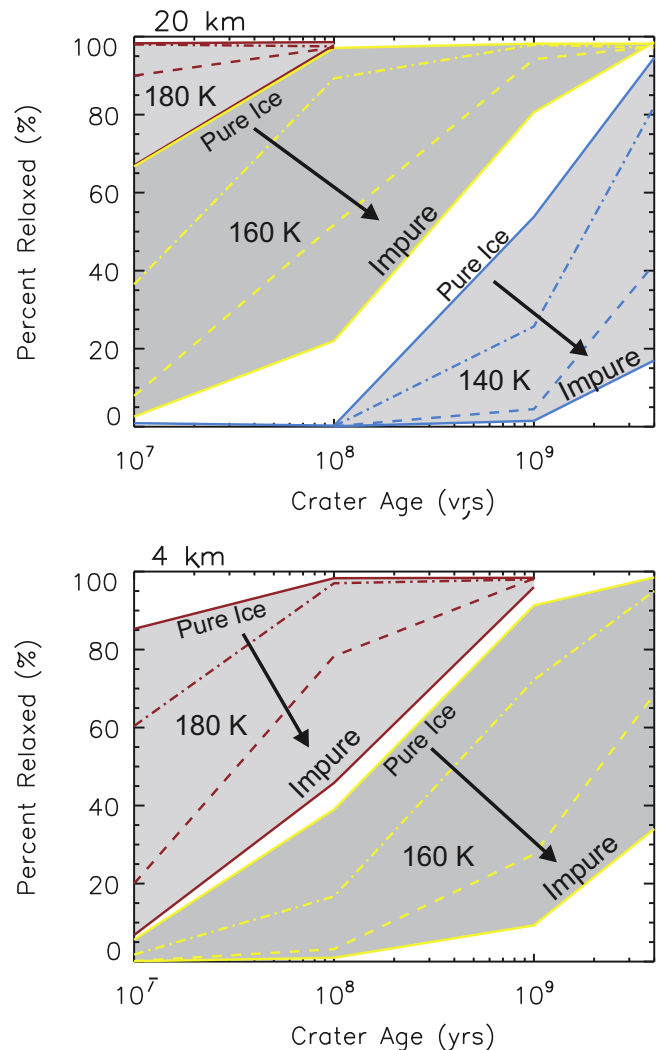 20 km
100
80
60
40
20
0
Percent Relaxed (%)
180 K
Pure Ice
160 K
Impure
Pure Ice
140 K
Impure
10⁷
10⁸
10⁹
Crater Age (yrs)
4 km
100
80
60
40
20
0
Percent Relaxed (%)
Pure Ice
180 K
Impure
Pure Ice
160 K
Impure
10⁷
10⁸
10⁹
Crater Age (yrs)